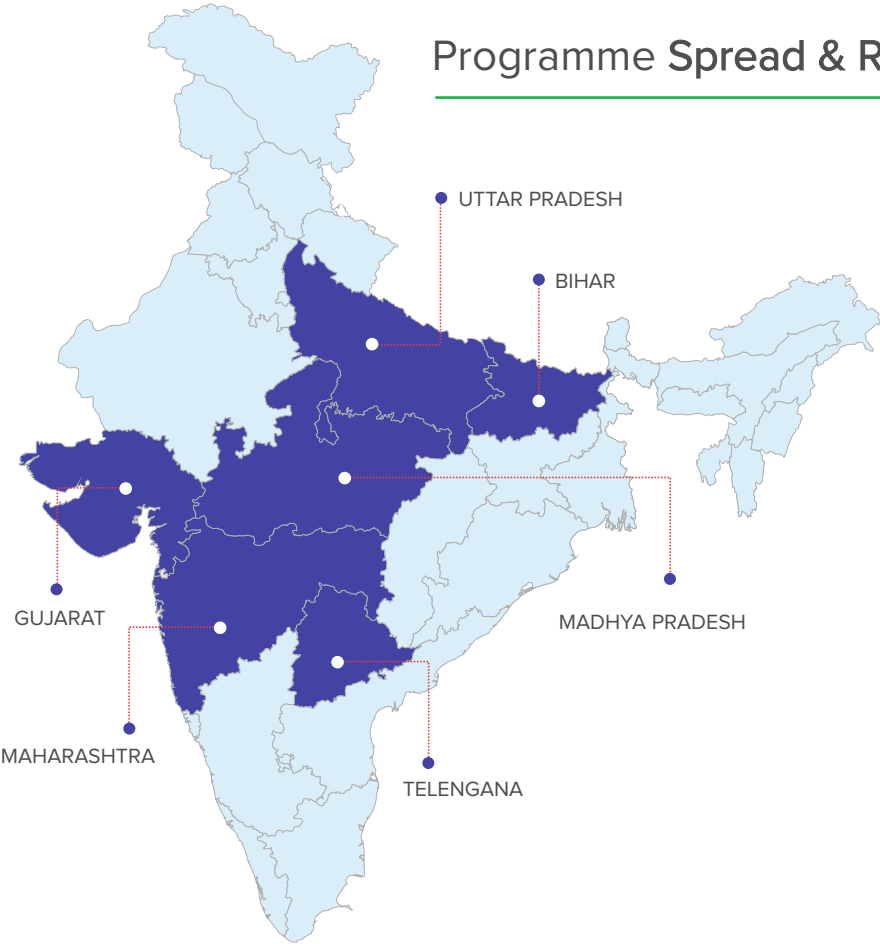 Programme Spread & R
UTTAR PRADESH
BIHAR
GUJARAT
MADHYA PRADESH
MAHARASHTRA
TELENGANA